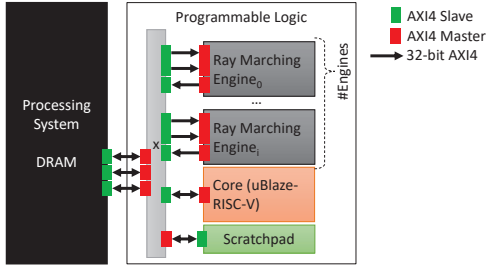 Programmable Logic
AXI4 Slave
AXI4 Master
32-bit AXI4
Processing
System
DRAM
x
Ray Marching
Engine0
...
Ray Marching
Enginei
#Engines
Core (uBlaze-
RISC-V)
Scratchpad